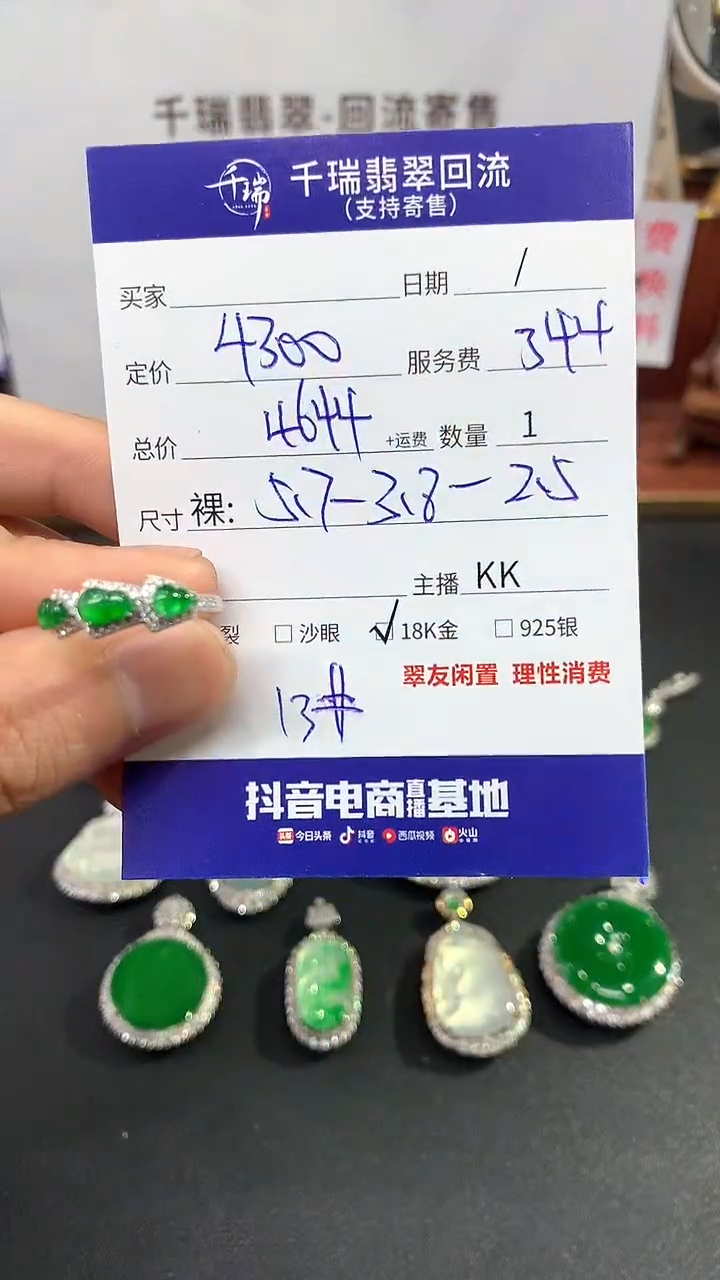 千瑞翡翠-回流寄售
千瑞 千瑞翡翠回流
(支持寄售)
买家 日期 /
定价 4300 服务费 344
总价 4644 +运费 数量 1
尺寸 裸: 5.7-3.8-2.5
主播 KK
裂 □ 沙眼 ☑ 18K金 □ 925银
13#
翠友闲置 理性消费
抖音电商直播基地
头条 今日头条 抖音 西瓜视频 火山
费